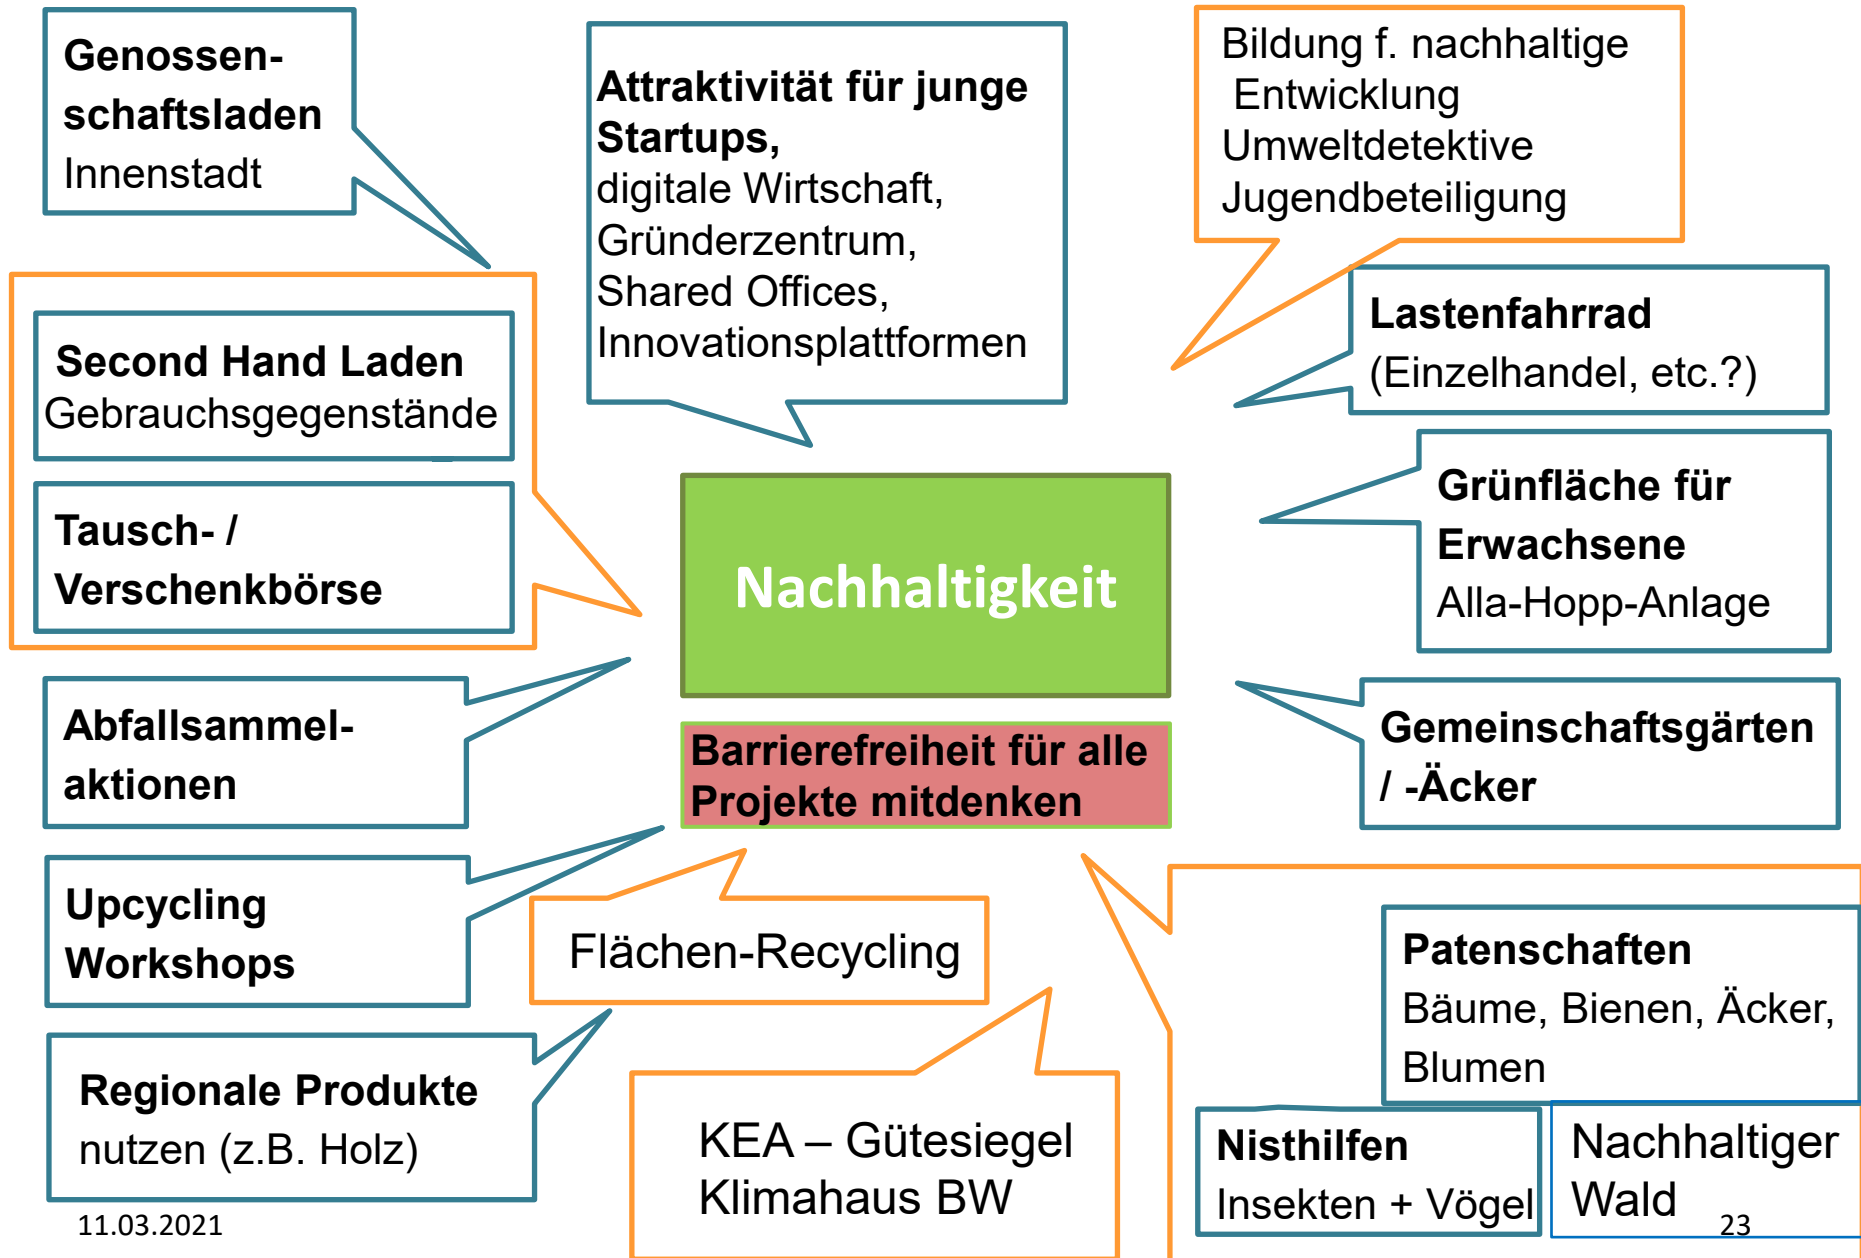 Genossen-
schaftsladen
Innenstadt
Attraktivität für junge
Startups,
digitale Wirtschaft,
Gründerzentrum,
Shared Offices,
Innovationsplattformen
Bildung f. nachhaltige
Entwicklung
Umweltdetektive
Jugendbeteiligung
Second Hand Laden
Gebrauchsgegenstände
Tausch- /
Verschenkbörse
Lastenfahrrad
(Einzelhandel, etc.?)
Grünfläche für
Erwachsene
Alla-Hopp-Anlage
Nachhaltigkeit
Barrierefreiheit für alle
Projekte mitdenken
Abfallsammel-
aktionen
Gemeinschaftsgärten
/ -Äcker
Upcycling
Workshops
Flächen-Recycling
Patenschaften
Bäume, Bienen, Äcker,
Blumen
Regionale Produkte
nutzen (z.B. Holz)
KEA – Gütesiegel
Klimahaus BW
Nisthilfen
Insekten + Vögel
Nachhaltiger
Wald
11.03.2021
23